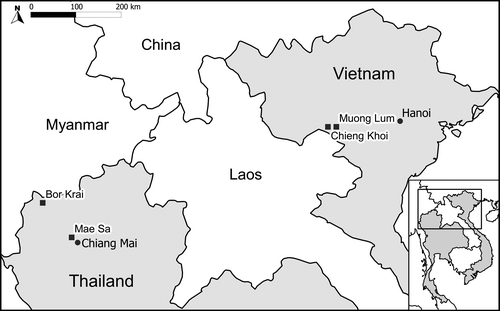 N
0 100 200 km
China
Vietnam
Muong Lum
Hanoi
Chieng Khoi
Myanmar
Laos
Bor Krai
Mae Sa
Chiang Mai
Thailand